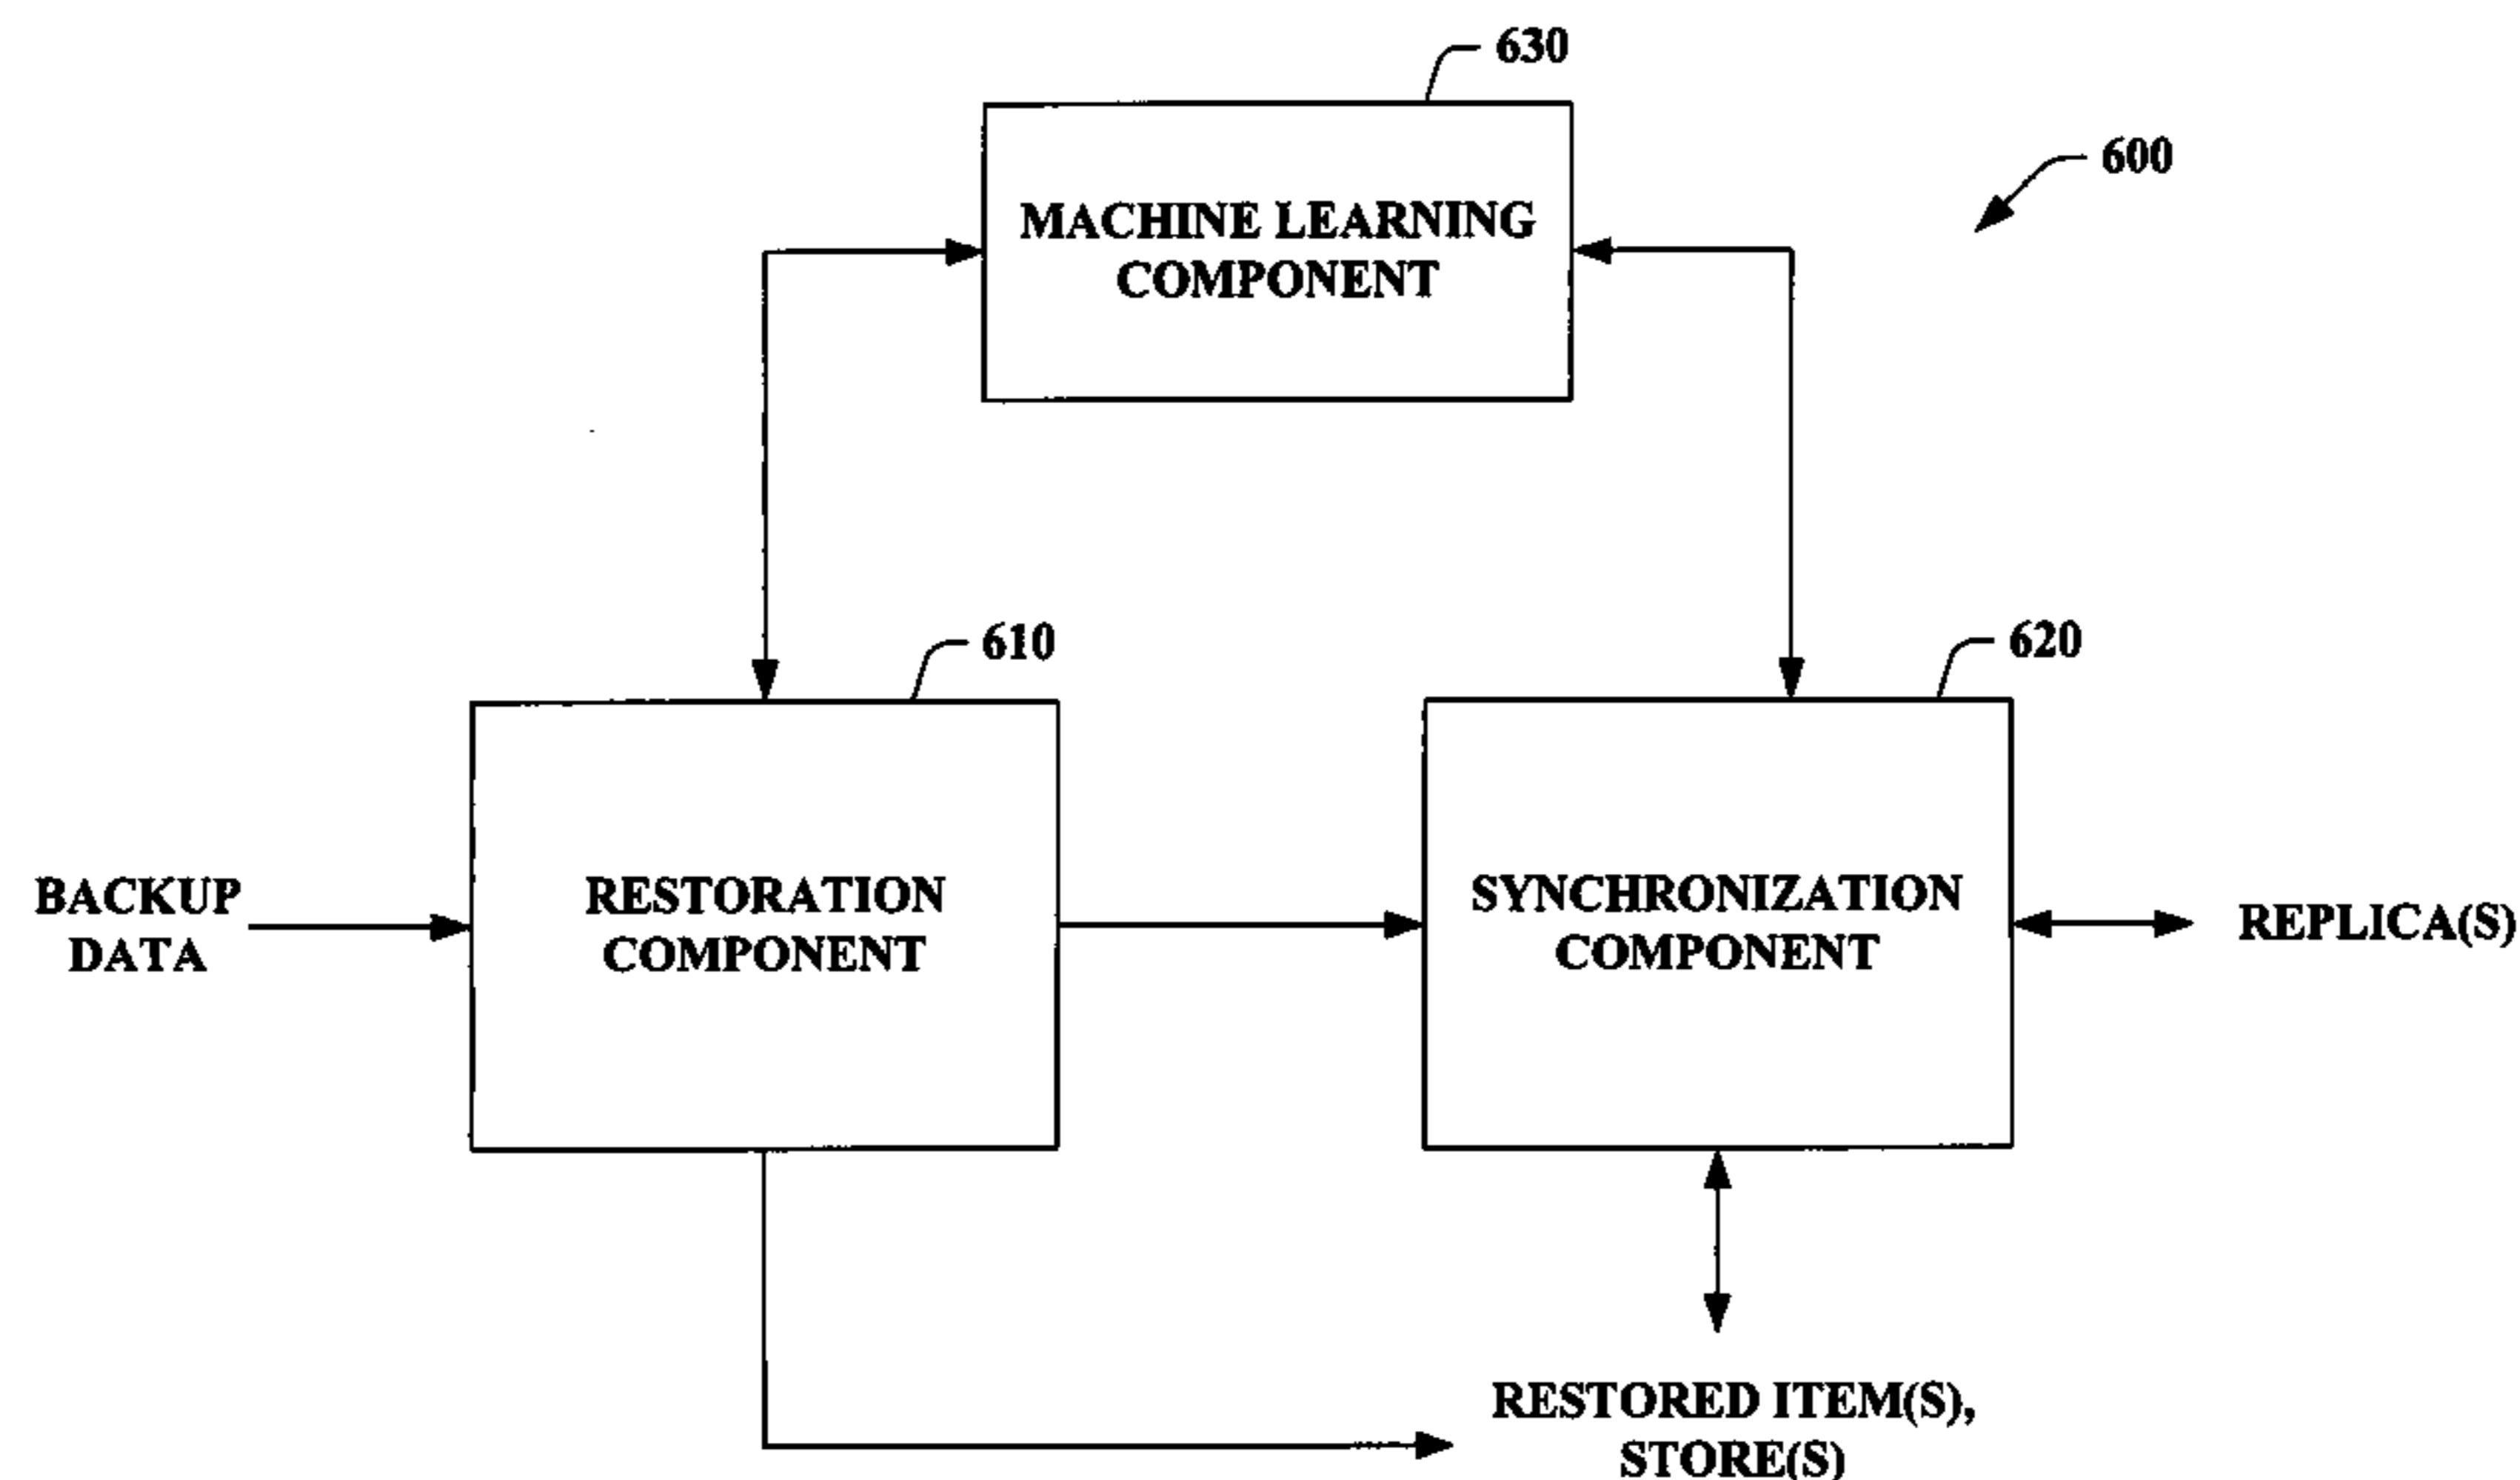 630
600
MACHINE LEARNING
COMPONENT
610
620
BACKUP
DATA
RESTORATION
COMPONENT
SYNCHRONIZATION
COMPONENT
REPLICA(S)
RESTORED ITEM(S),
STORE(S)